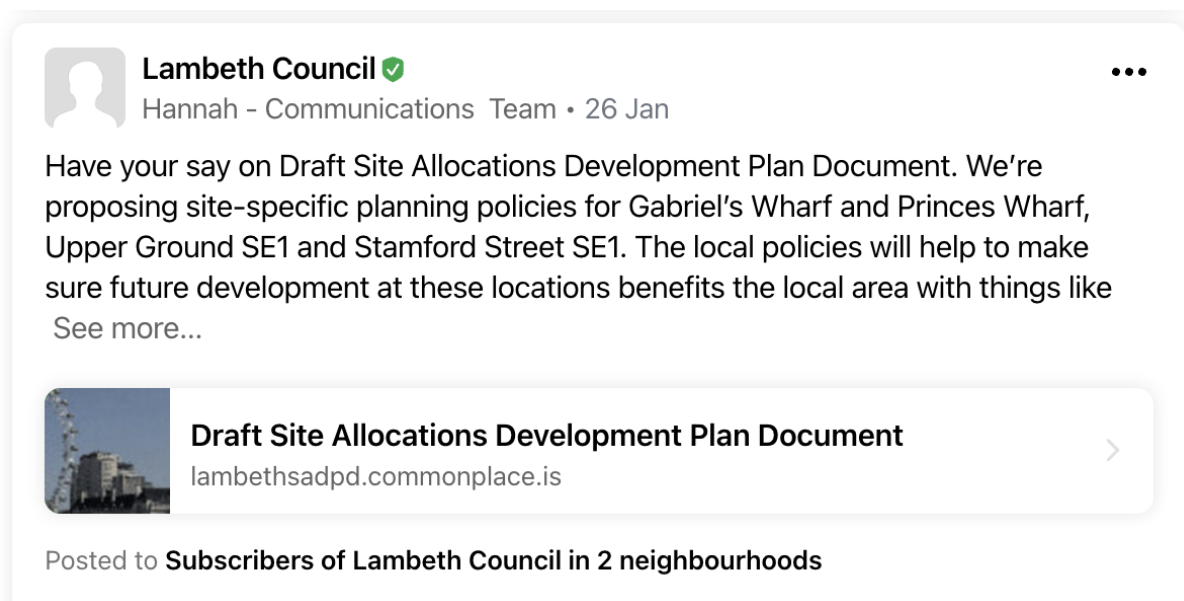 Lambeth Council
Hannah - Communications Team • 26 Jan
Have your say on Draft Site Allocations Development Plan Document. We’re
proposing site-specific planning policies for Gabriel’s Wharf and Princes Wharf,
Upper Ground SE1 and Stamford Street SE1. The local policies will help to make
sure future development at these locations benefits the local area with things like
See more...
Draft Site Allocations Development Plan Document
lambethsadpd.commonplace.is
Posted to Subscribers of Lambeth Council in 2 neighbourhoods